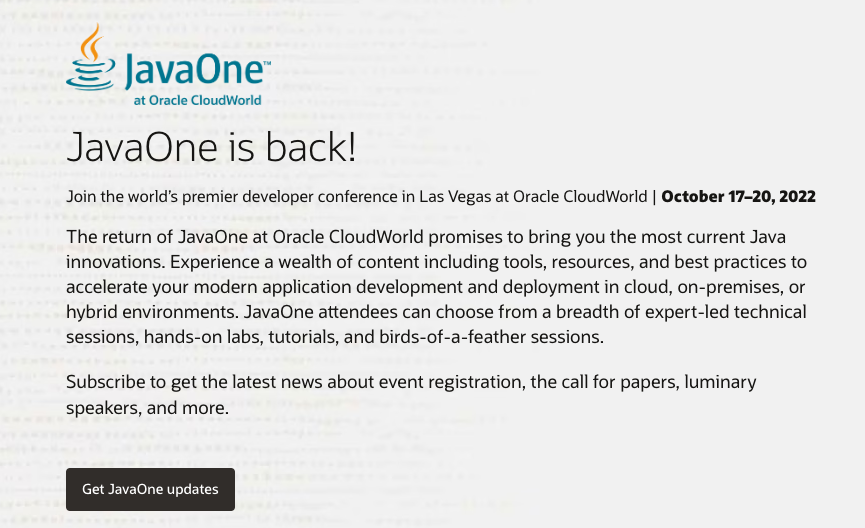 JavaOne™
at Oracle CloudWorld
JavaOne is back!
Join the world's premier developer conference in Las Vegas at Oracle CloudWorld | October 17–20, 2022
The return of JavaOne at Oracle CloudWorld promises to bring you the most current Java
innovations. Experience a wealth of content including tools, resources, and best practices to
accelerate your modern application development and deployment in cloud, on-premises, or
hybrid environments. JavaOne attendees can choose from a breadth of expert-led technical
sessions, hands-on labs, tutorials, and birds-of-a-feather sessions.
Subscribe to get the latest news about event registration, the call for papers, luminary
speakers, and more.
Get JavaOne updates